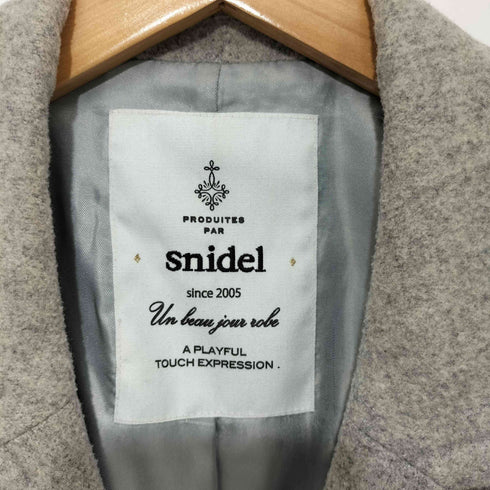 PRODUITES
PAR
snidel
since 2005
Un beau jour robe
A PLAYFUL
TOUCH EXPRESSION .